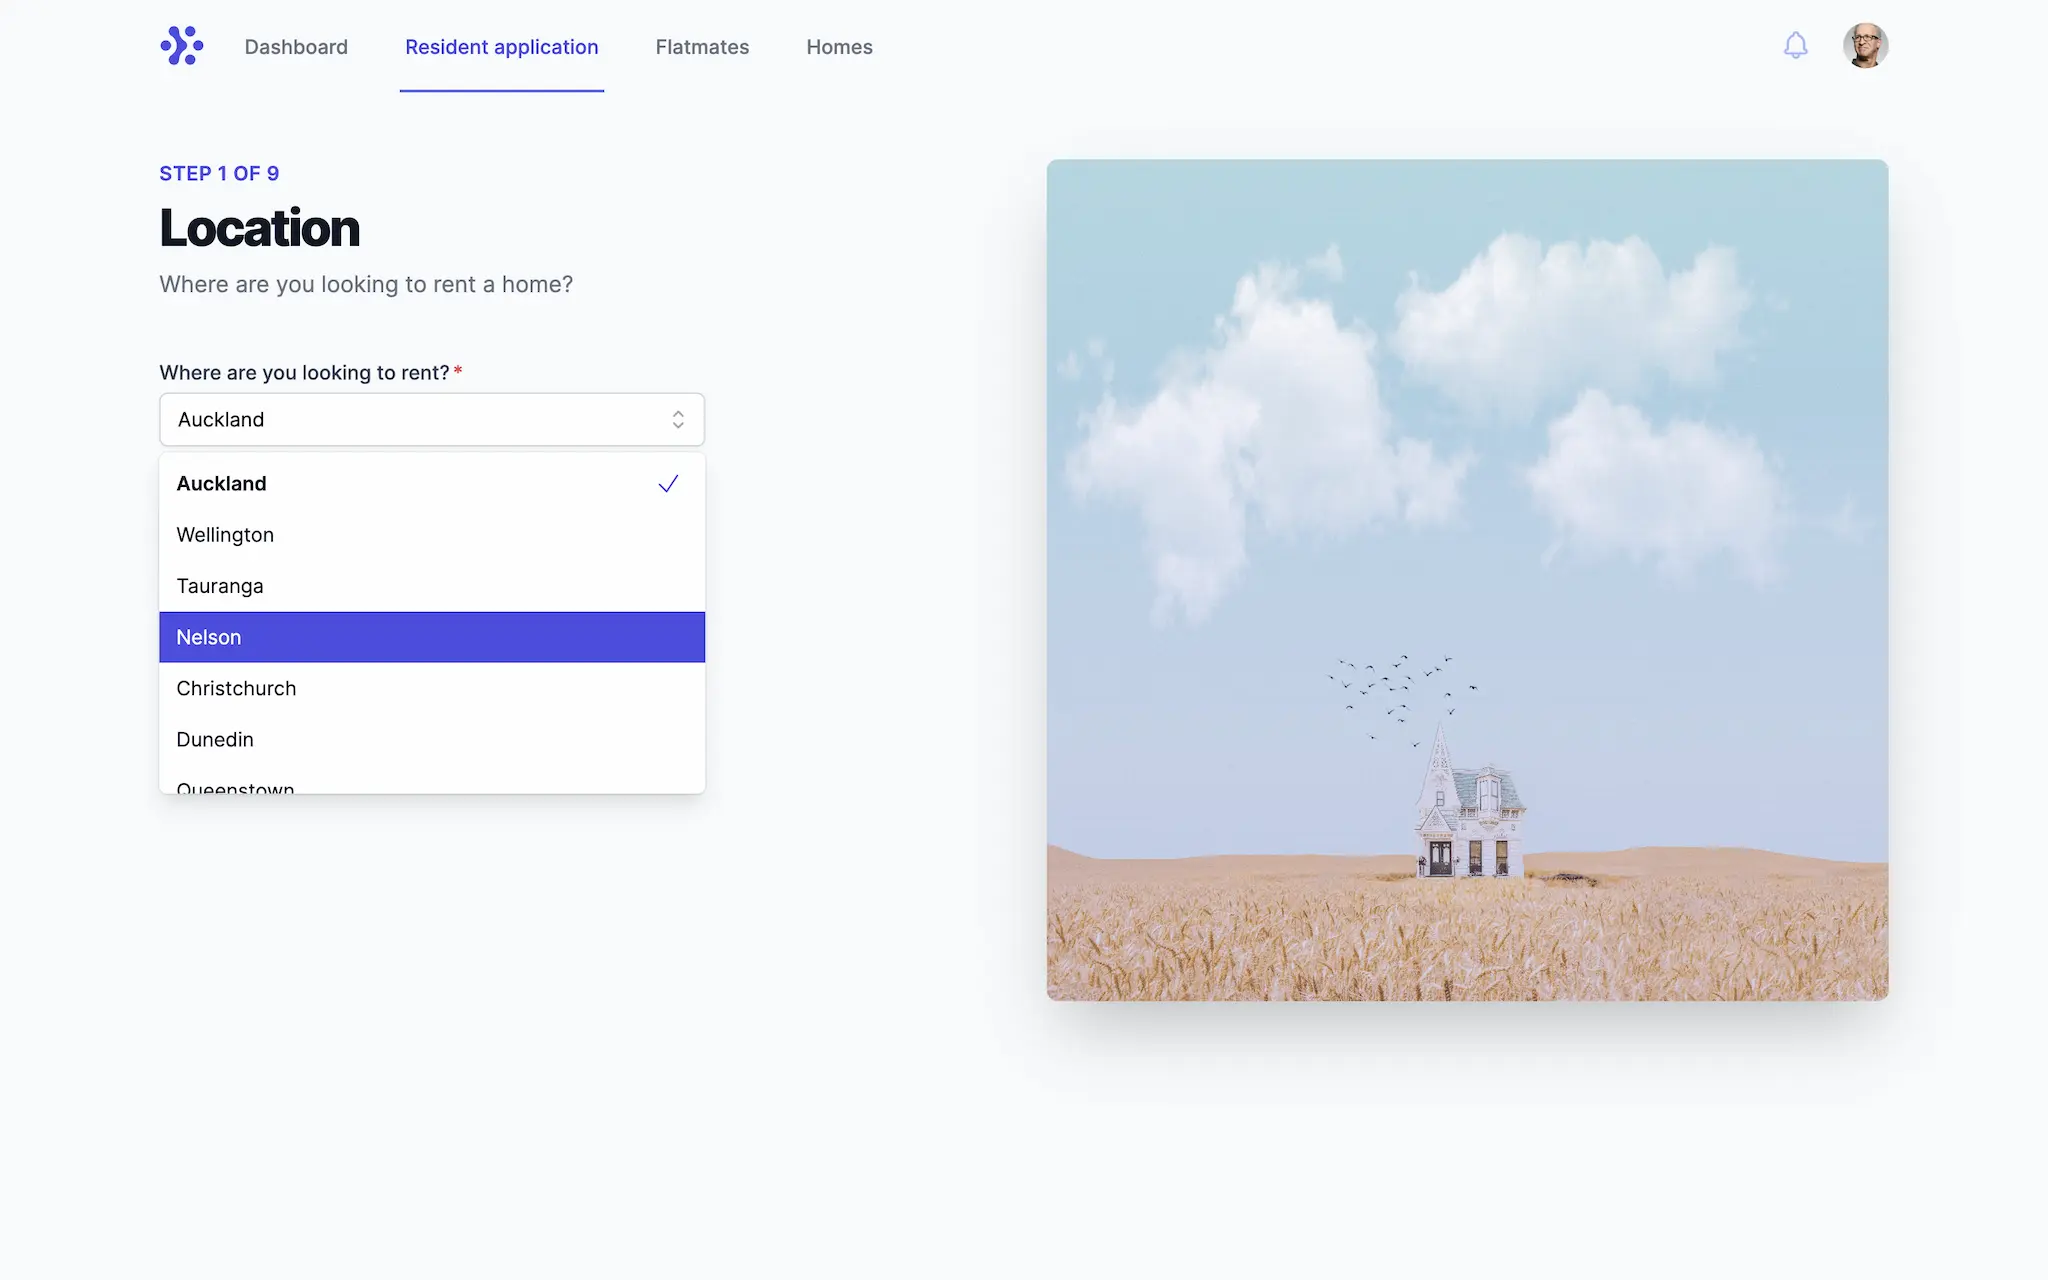 Dashboard
Resident application
Flatmates
Homes
STEP 1 OF 9
Location
Where are you looking to rent a home?
Where are you looking to rent?*
Auckland
Auckland
Wellington
Tauranga
Nelson
Christchurch
Dunedin
Queenstown